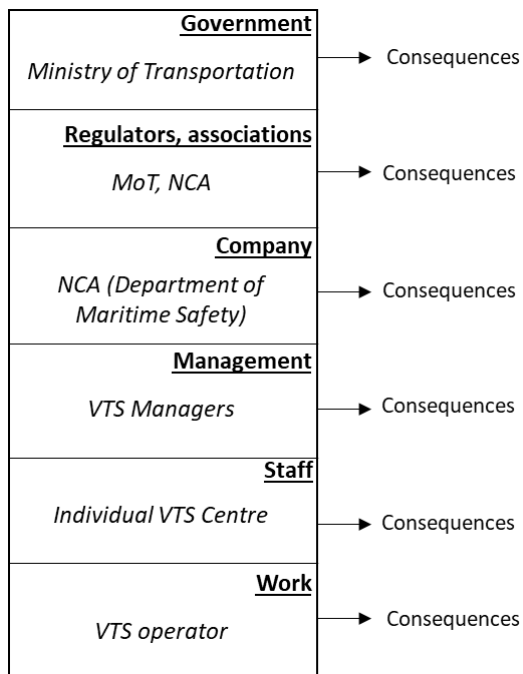 Government
Ministry of Transportation
Consequences
Regulators, associations
MoT, NCA
Consequences
Company
NCA (Department of
Maritime Safety)
Consequences
Management
VTS Managers
Consequences
Staff
Individual VTS Centre
Consequences
Work
VTS operator
Consequences